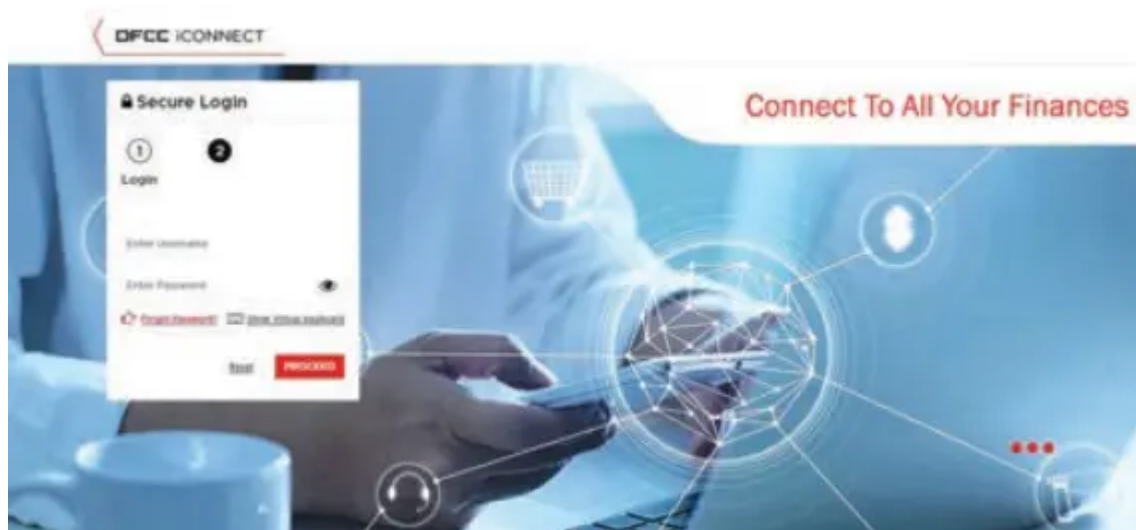 DFCC iCONNECT
Connect To All Your Finances
Secure Login
1 2
Login
Enter Username
Enter Password
Forgot Password? Show Virtual Keyboard
Reset PROCEED